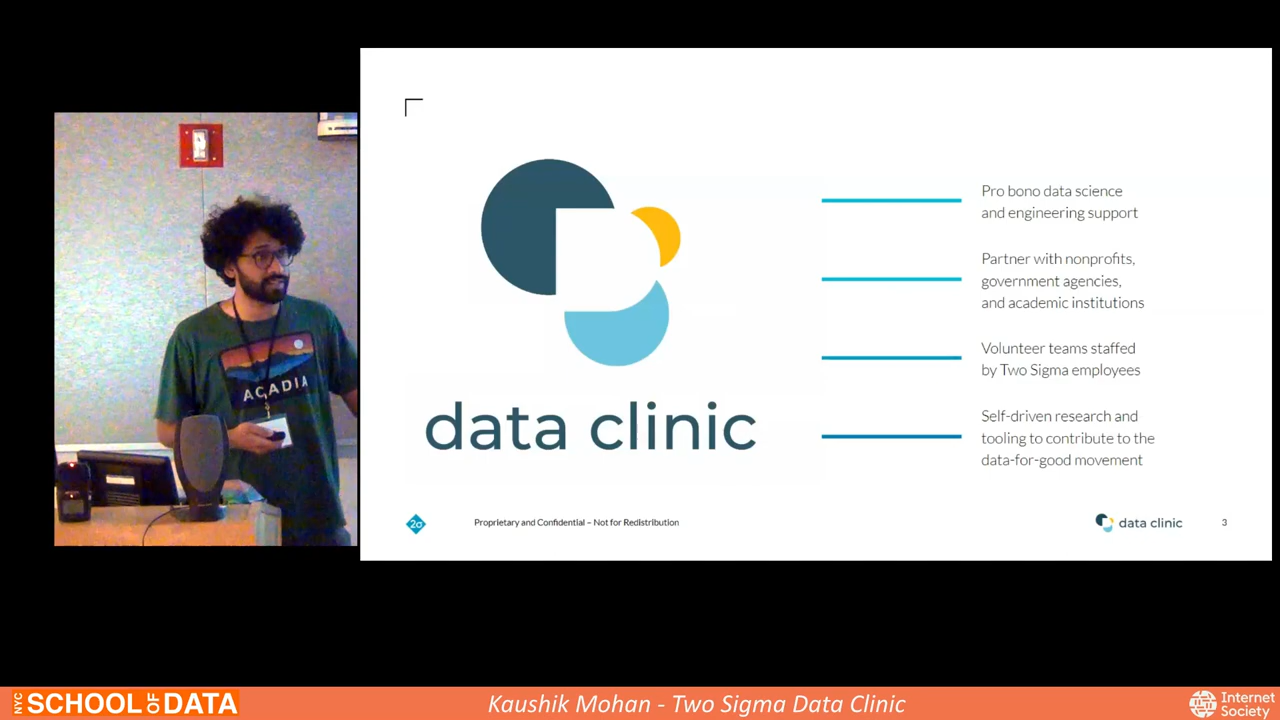 ACADIA
data clinic
Pro bono data science
and engineering support
Partner with nonprofits,
government agencies,
and academic institutions
Volunteer teams staffed
by Two Sigma employees
Self-driven research and
tooling to contribute to the
data-for-good movement
2σ
Proprietary and Confidential – Not for Redistribution
data clinic
3
NYC SCHOOL OF DATA
Kaushik Mohan - Two Sigma Data Clinic
Internet
Society